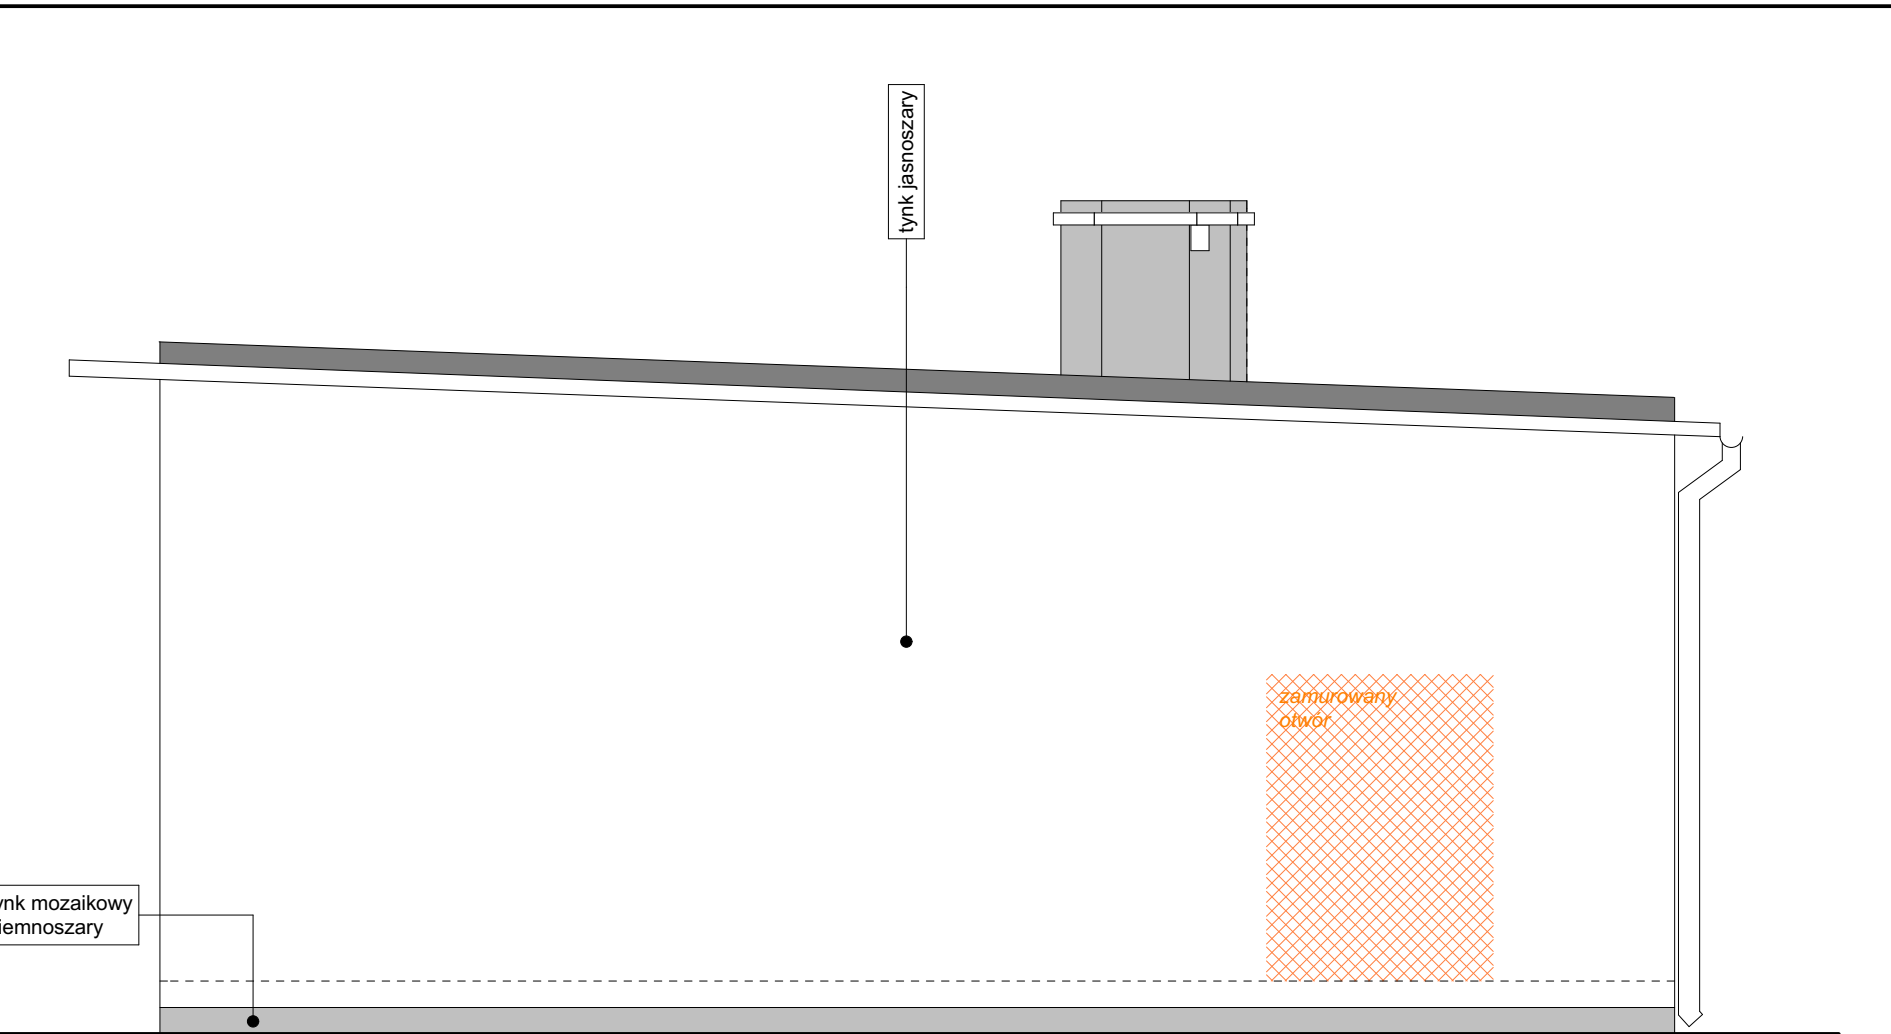 tynk jasnoszary
zamurowany
otwór
ynk mozaikowy
iemnoszary